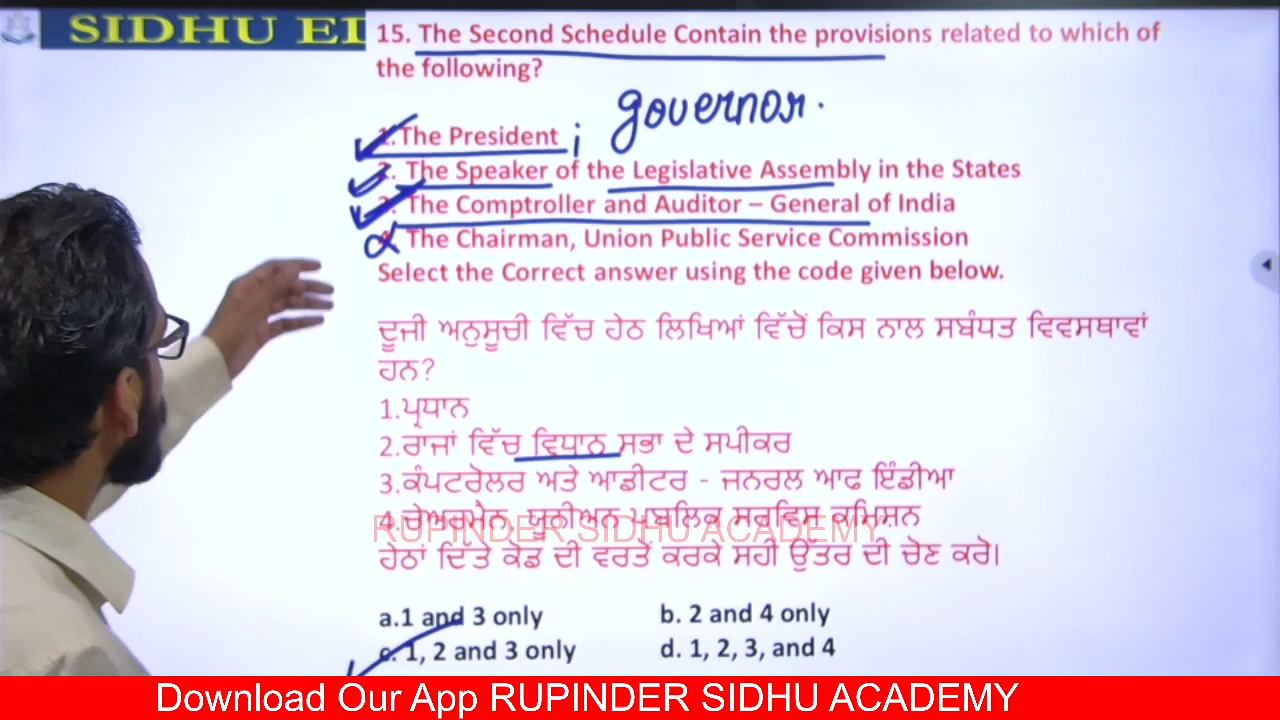 SIDHU EI
15. The Second Schedule Contain the provisions related to which of
the following?
governor.
1. The President
2. The Speaker of the Legislative Assembly in the States
3. The Comptroller and Auditor – General of India
4. The Chairman, Union Public Service Commission
Select the Correct answer using the code given below.
ਦੂਜੀ ਅਨੁਸੂਚੀ ਵਿੱਚ ਹੇਠ ਲਿਖਿਆਂ ਵਿੱਚੋਂ ਕਿਸ ਨਾਲ ਸਬੰਧਤ ਵਿਵਸਥਾਵਾਂ
ਹਨ?
1.ਪ੍ਰਧਾਨ
2.ਰਾਜਾਂ ਵਿੱਚ ਵਿਧਾਨ ਸਭਾ ਦੇ ਸਪੀਕਰ
3.ਕੰਪਟਰੋਲਰ ਅਤੇ ਆਡੀਟਰ - ਜਨਰਲ ਆਫ ਇੰਡੀਆ
4.ਚੇਅਰਮੈਨ, ਯੂਨੀਅਨ ਪਬਲਿਕ ਸਰਵਿਸ ਕਮਿਸ਼ਨ
RUPINDER SIDHU ACADEMY
ਹੇਠਾਂ ਦਿੱਤੇ ਕੋਡ ਦੀ ਵਰਤੋਂ ਕਰਕੇ ਸਹੀ ਉੱਤਰ ਦੀ ਚੋਣ ਕਰੋ।
a.1 and 3 only b. 2 and 4 only
c. 1, 2 and 3 only d. 1, 2, 3, and 4
Download Our App RUPINDER SIDHU ACADEMY